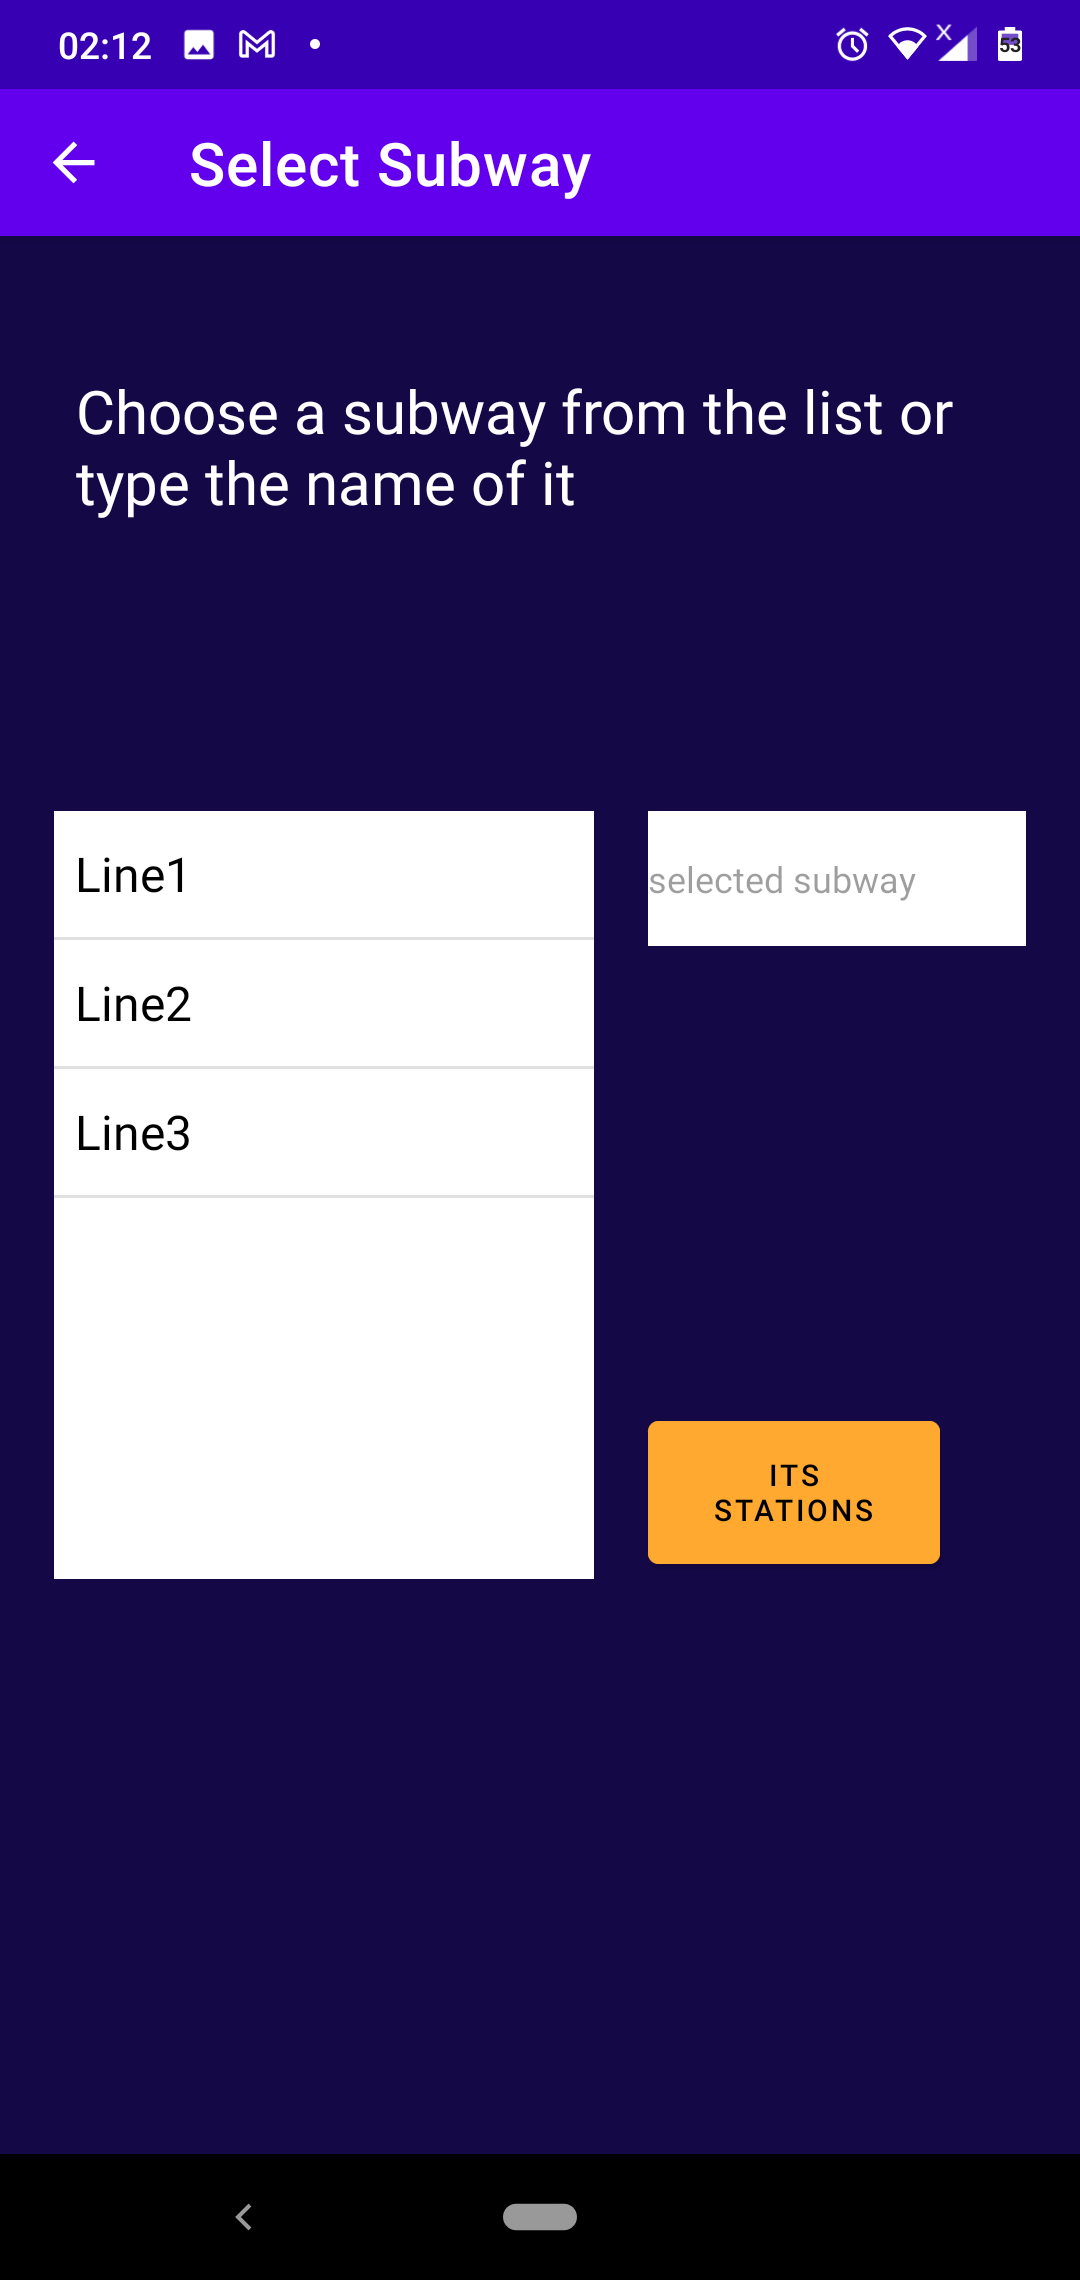 02:12
53
Select Subway
Choose a subway from the list or
type the name of it
Line1
selected subway
Line2
Line3
ITS
STATIONS